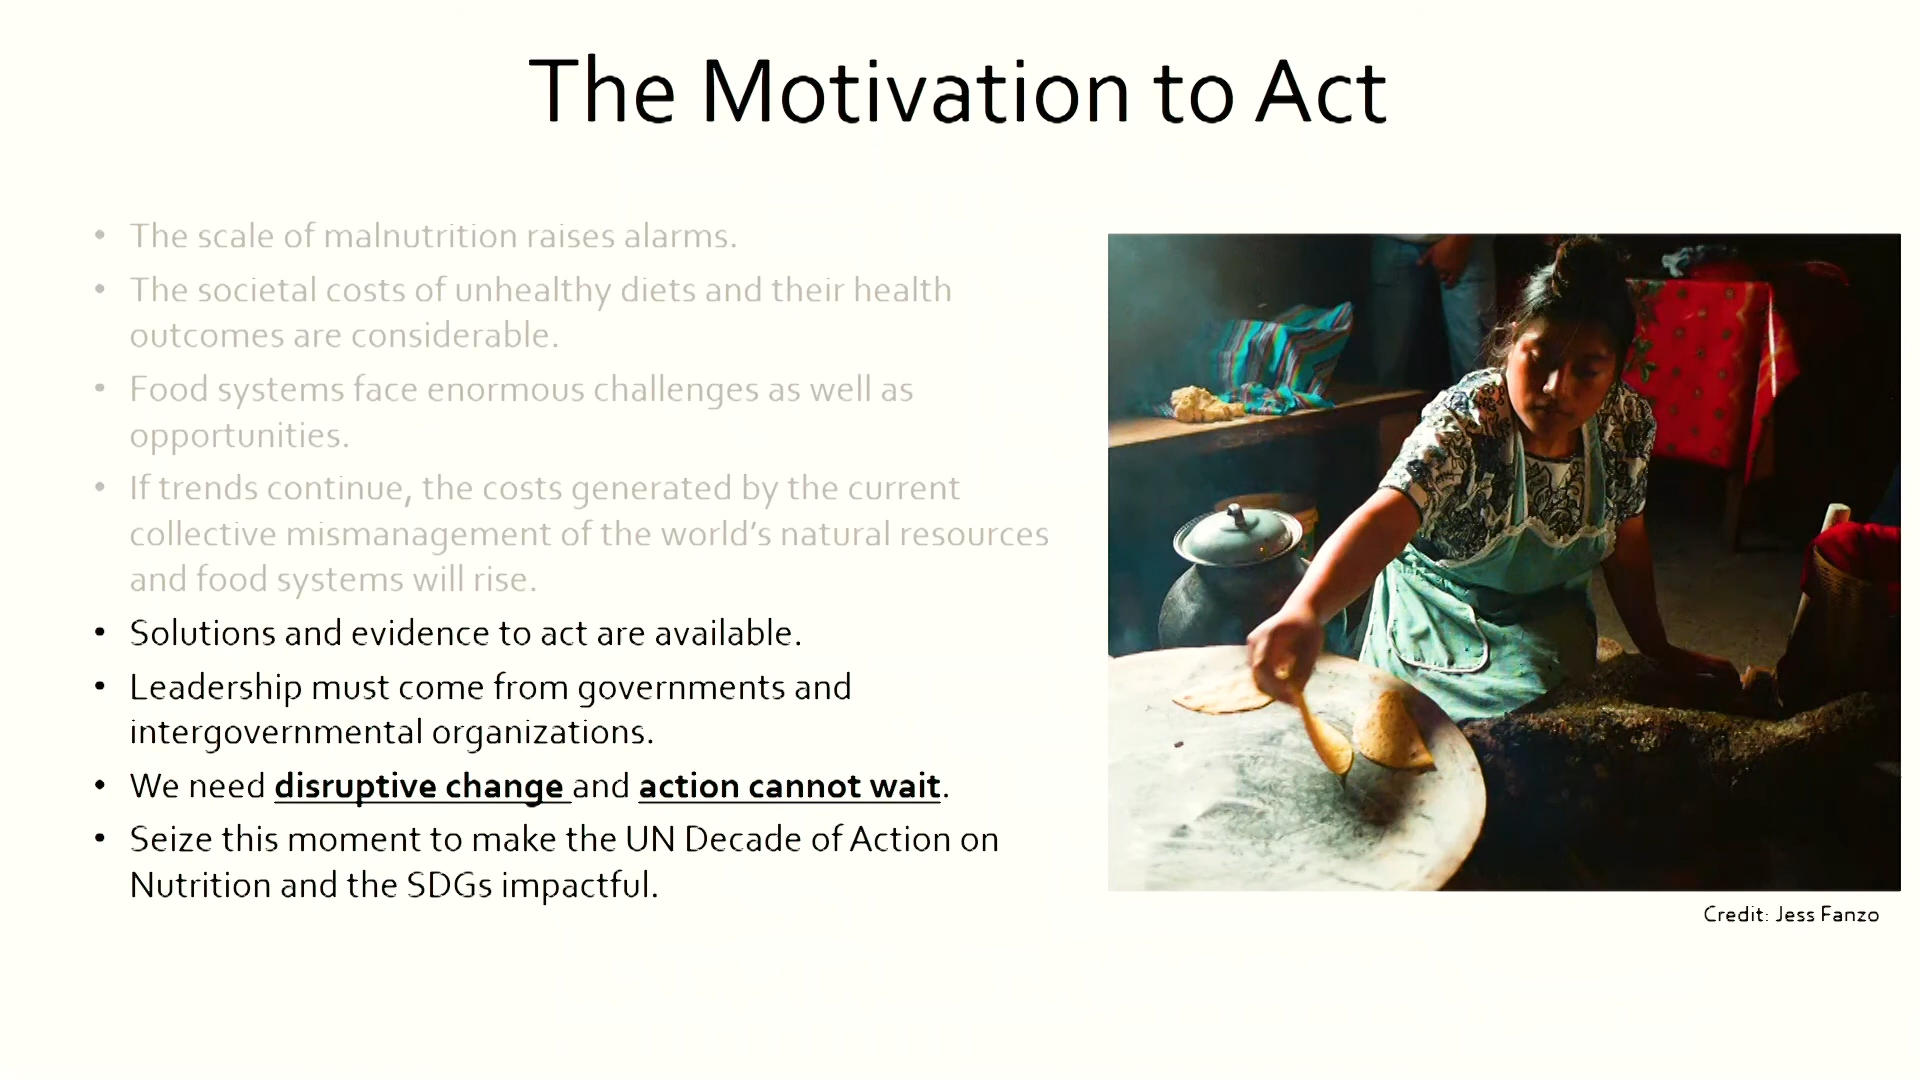 The Motivation to Act
• The scale of malnutrition raises alarms.
• The societal costs of unhealthy diets and their health
outcomes are considerable.
• Food systems face enormous challenges as well as
opportunities.
• If trends continue, the costs generated by the current
collective mismanagement of the world’s natural resources
and food systems will rise.
• Solutions and evidence to act are available.
• Leadership must come from governments and
intergovernmental organizations.
• We need disruptive change and action cannot wait.
• Seize this moment to make the UN Decade of Action on
Nutrition and the SDGs impactful.
Credit: Jess Fanzo